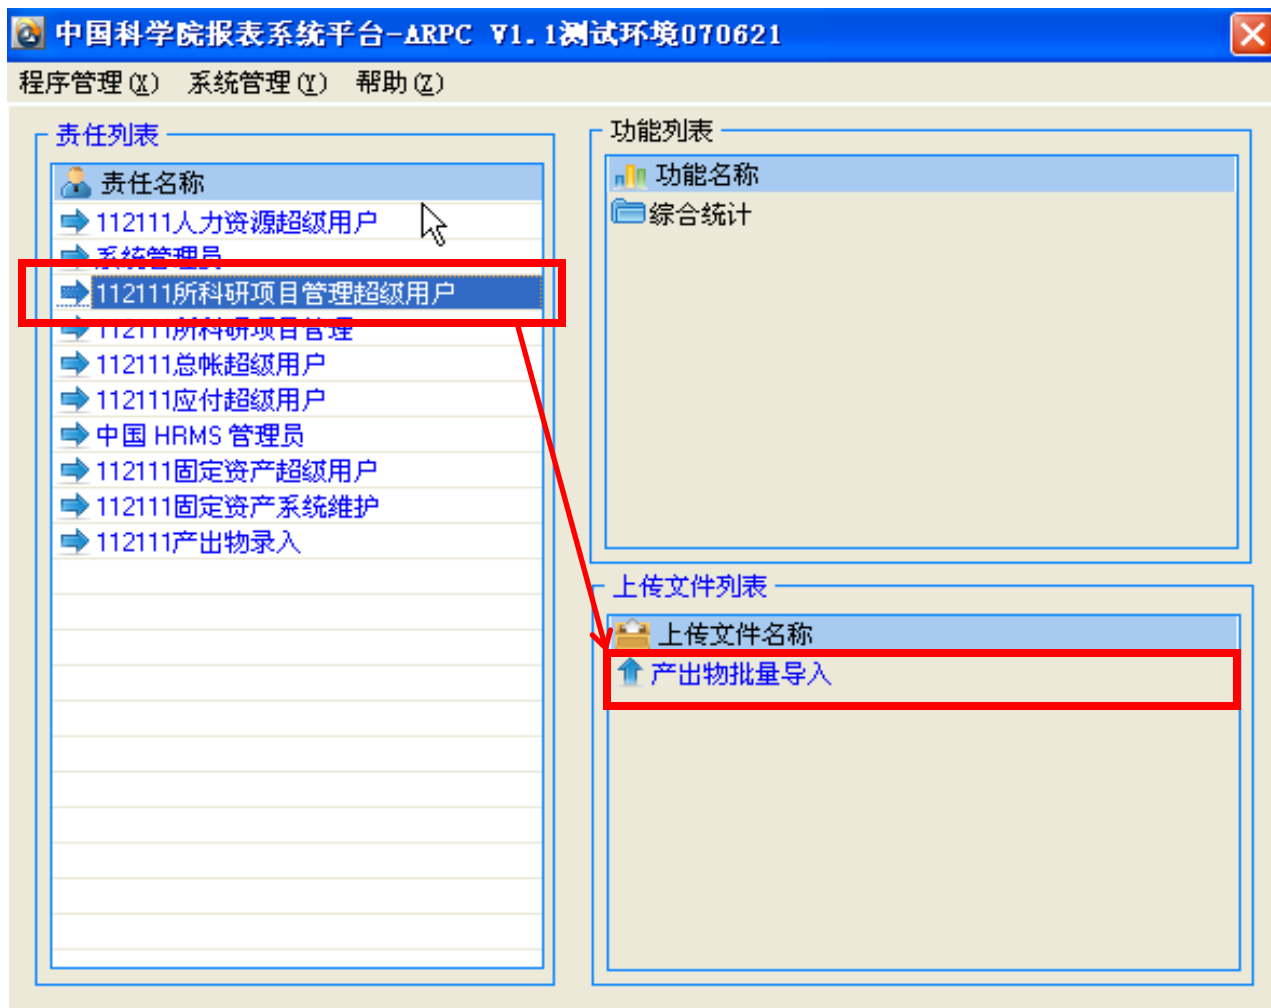 中国科学院报表系统平台-ARPC V1.1测试环境070621
程序管理(X) 系统管理(Y) 帮助(Z)
责任列表
责任名称
112111人力资源超级用户
系统管理员
112111所科研项目管理超级用户
112111所科研项目管理
112111总帐超级用户
112111应付超级用户
中国 HRMS 管理员
112111固定资产超级用户
112111固定资产系统维护
112111产出物录入
功能列表
功能名称
综合统计
上传文件列表
上传文件名称
产出物批量导入